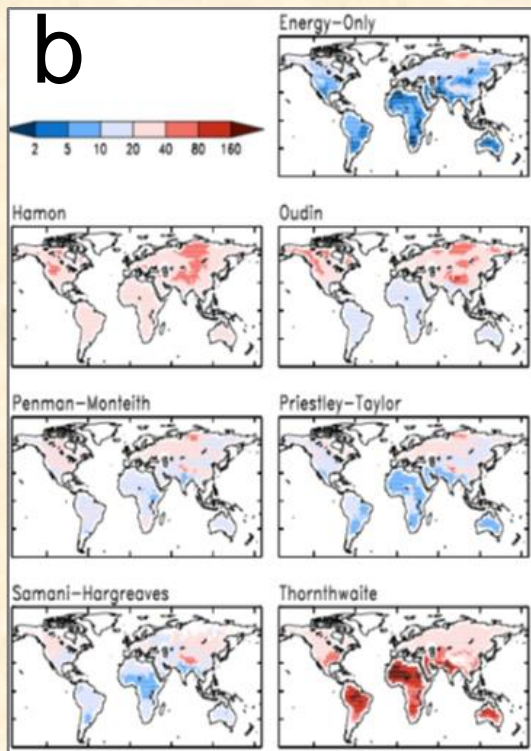 b
Energy-Only
2 5 10 20 40 80 160
Hamon
Oudin
Penman-Monteith
Priestley-Taylor
Samani-Hargreaves
Thornthwaite